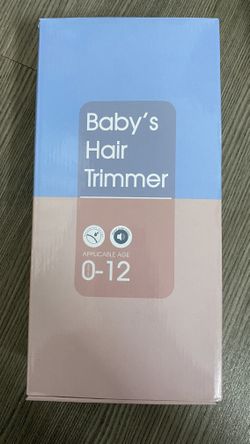 Baby's
Hair
Trimmer
APPLICABLE AGE
0-12